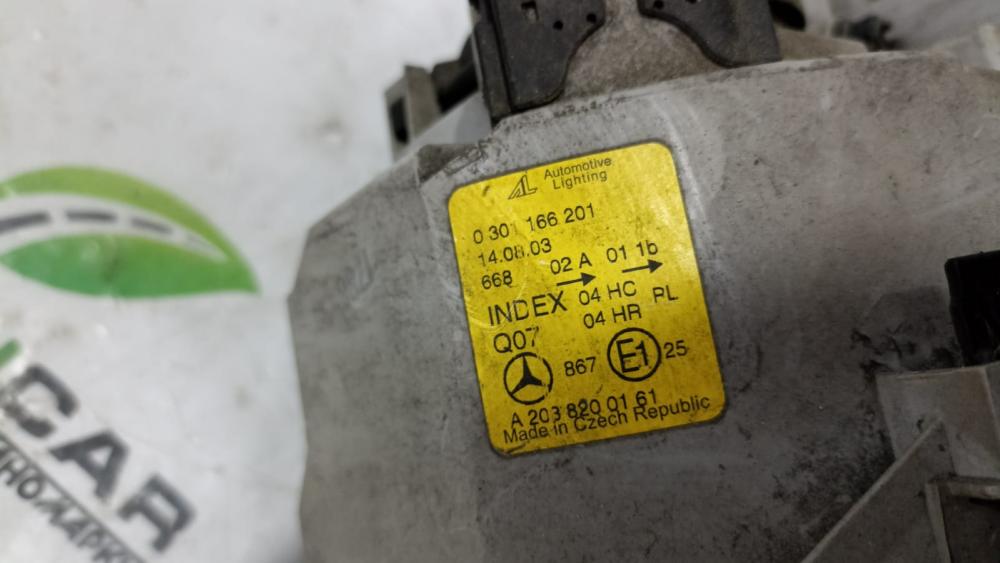 Automotive
Lighting
0 301 166 201
14.08.03
668 02 A 01 1b
INDEX 04 HC PL
Q07 04 HR
867 E1 25
A 203 820 01 61
Made in Czech Republic
CAR